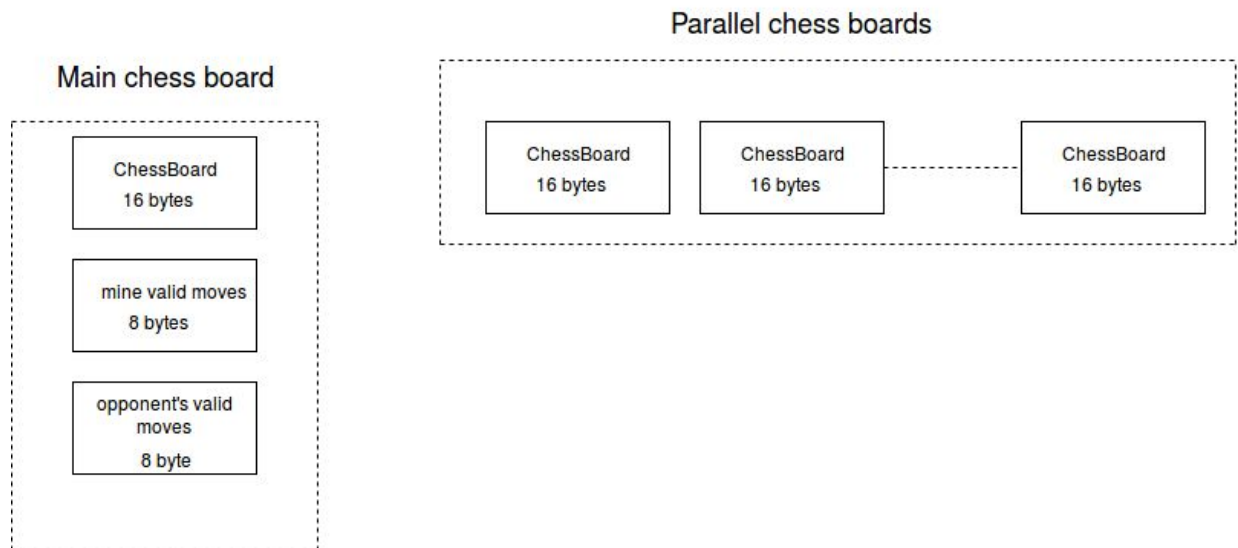 Parallel chess boards
Main chess board
ChessBoard
16 bytes
mine valid moves
8 bytes
opponent's valid
moves
8 byte
ChessBoard
16 bytes
ChessBoard
16 bytes
ChessBoard
16 bytes